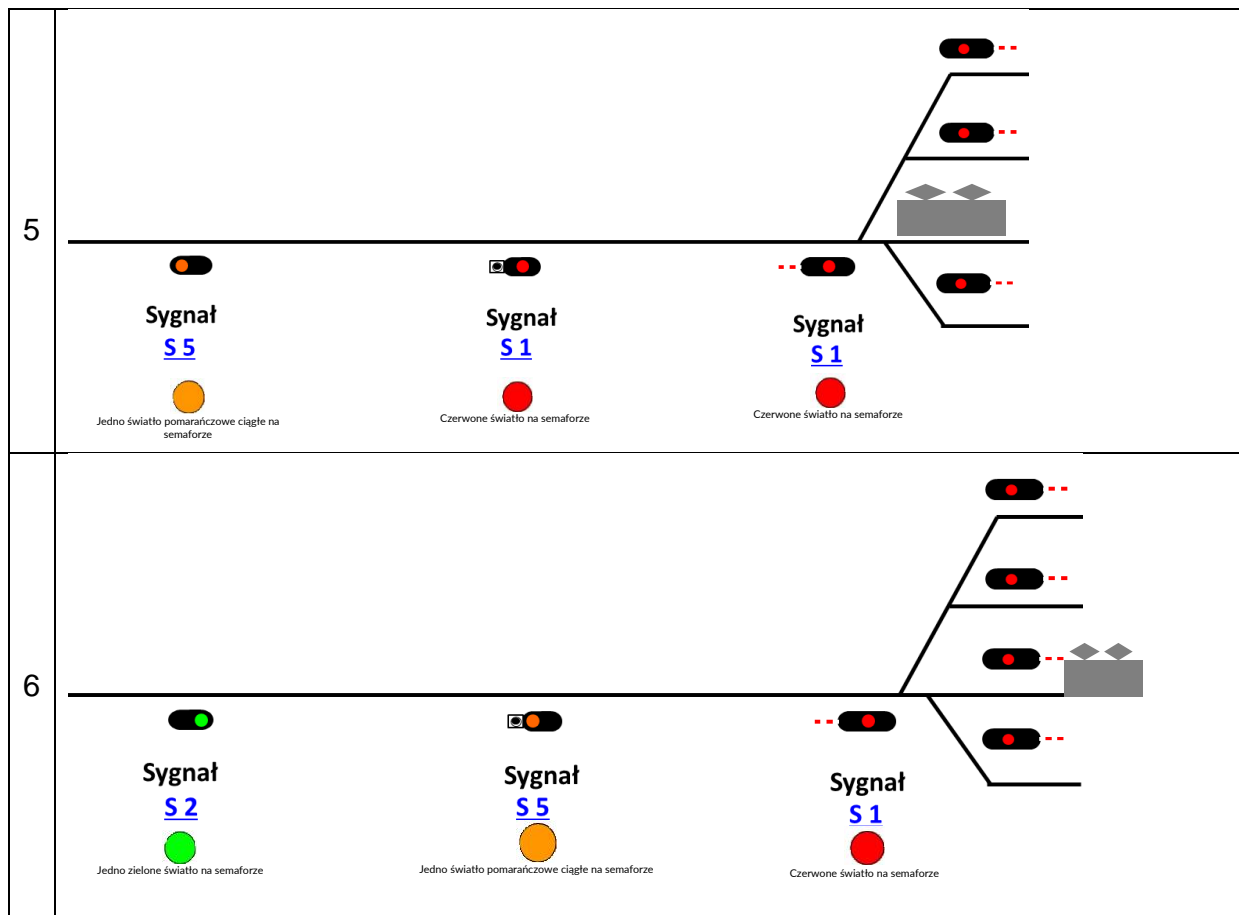 5
Sygnał
S 5
Jedno światło pomarańczowe ciągłe na
semaforze
Sygnał
S 1
Czerwone światło na semaforze
Sygnał
S 1
Czerwone światło na semaforze
6
Sygnał
S 2
Jedno zielone światło na semaforze
Sygnał
S 5
Jedno światło pomarańczowe ciągłe na semaforze
Sygnał
S 1
Czerwone światło na semaforze